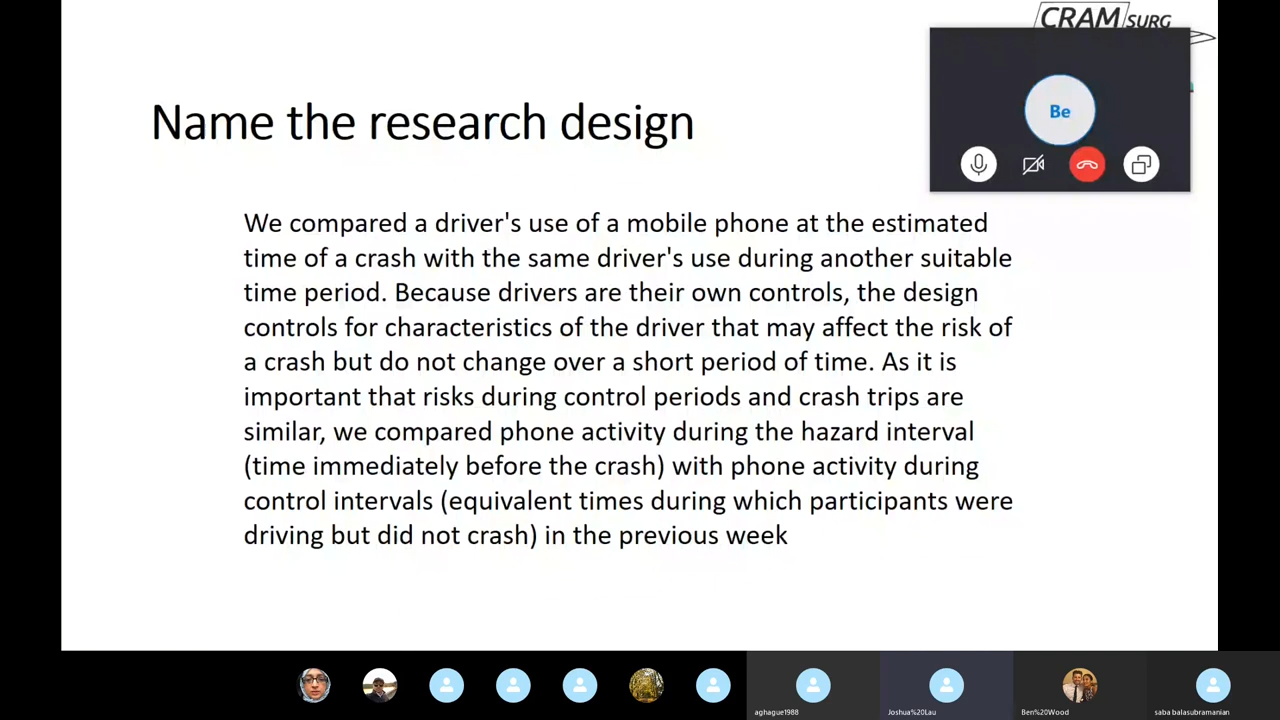 CRAMSURG
Name the research design
Be
We compared a driver's use of a mobile phone at the estimated
time of a crash with the same driver's use during another suitable
time period. Because drivers are their own controls, the design
controls for characteristics of the driver that may affect the risk of
a crash but do not change over a short period of time. As it is
important that risks during control periods and crash trips are
similar, we compared phone activity during the hazard interval
(time immediately before the crash) with phone activity during
control intervals (equivalent times during which participants were
driving but did not crash) in the previous week
aghague1988
Joshua%20Lau
Ben%20Wood
saba balasubramanian